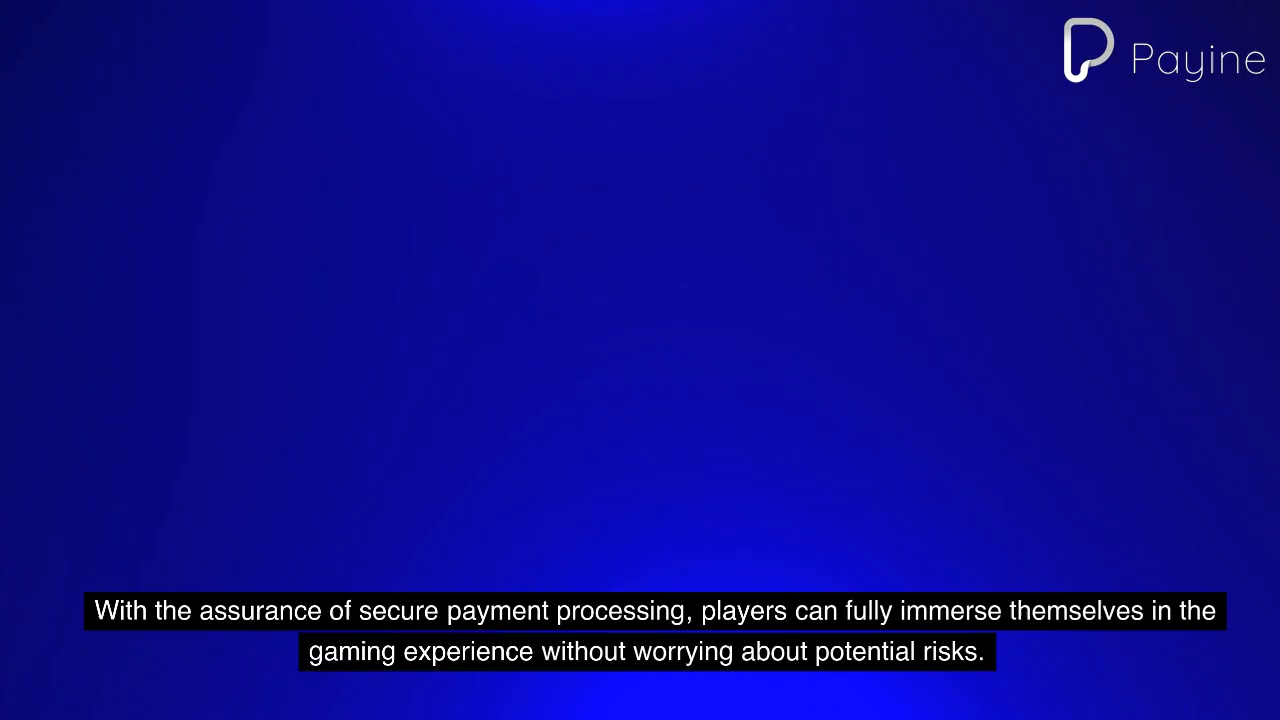 Payine
With the assurance of secure payment processing, players can fully immerse themselves in the
gaming experience without worrying about potential risks.